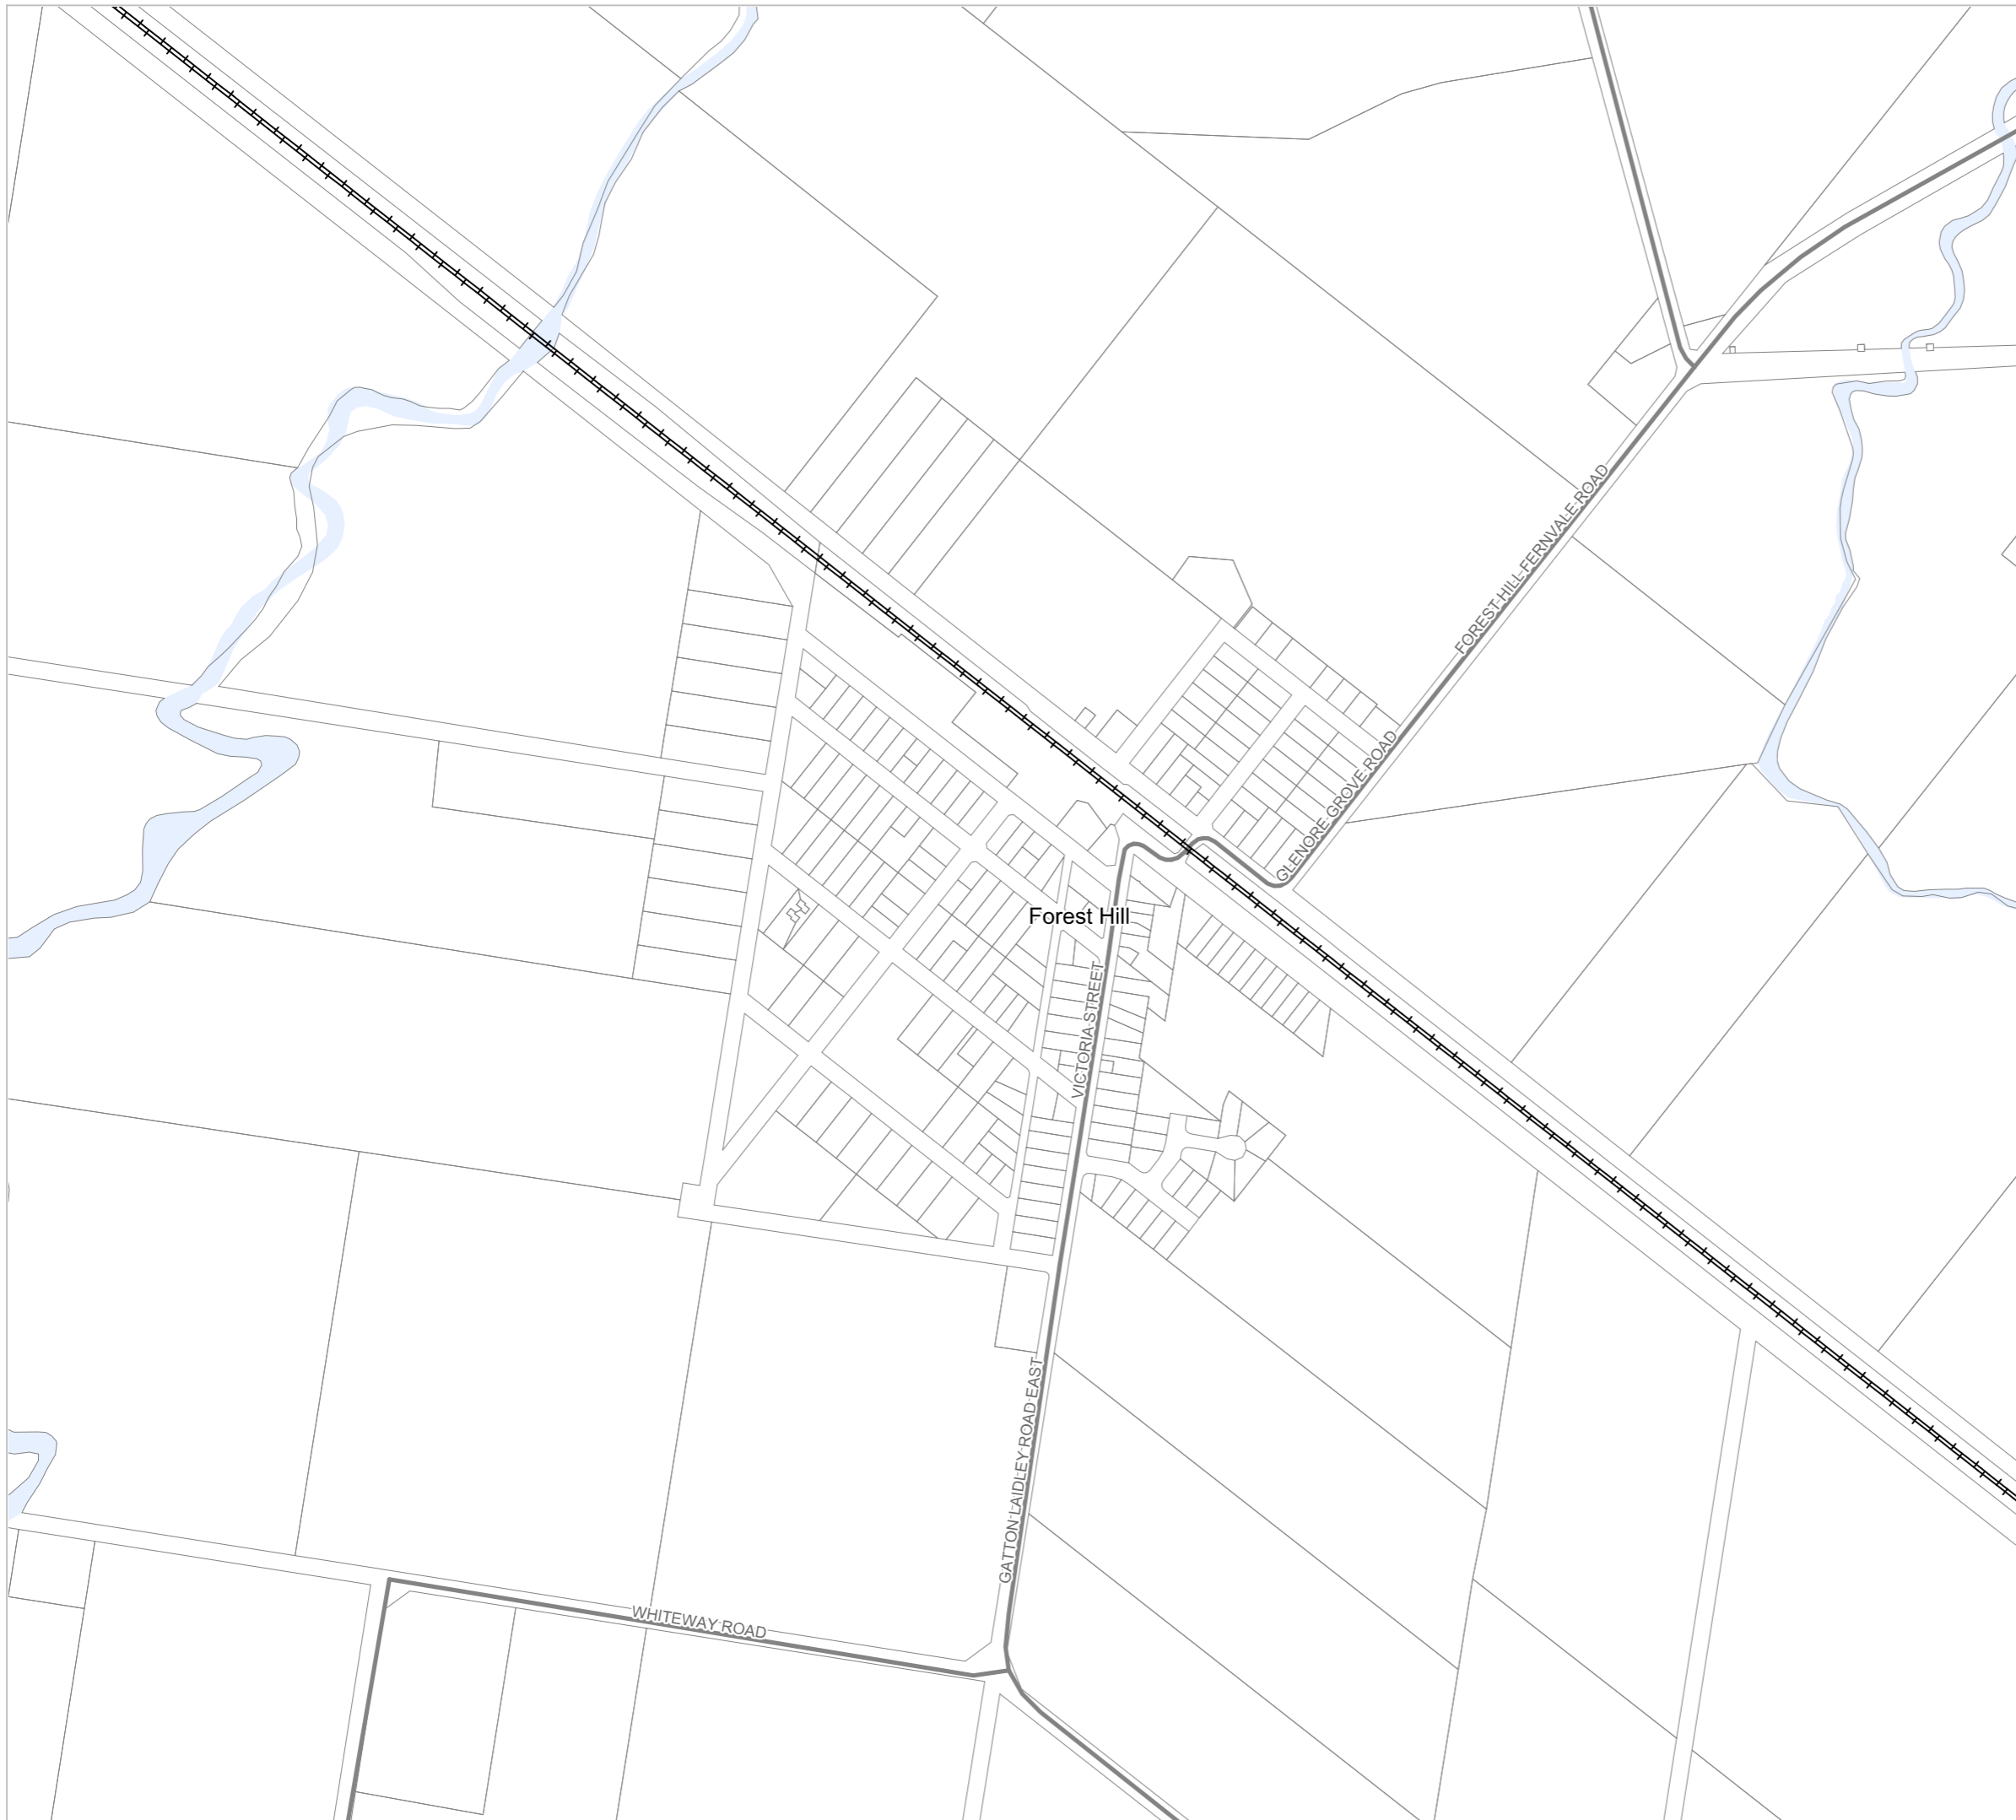 FOREST HILL FERNVALE ROAD
GLENORE GROVE ROAD
Forest Hill
VICTORIA STREET
GATTON LAIDLEY ROAD EAST
WHITEWAY ROAD